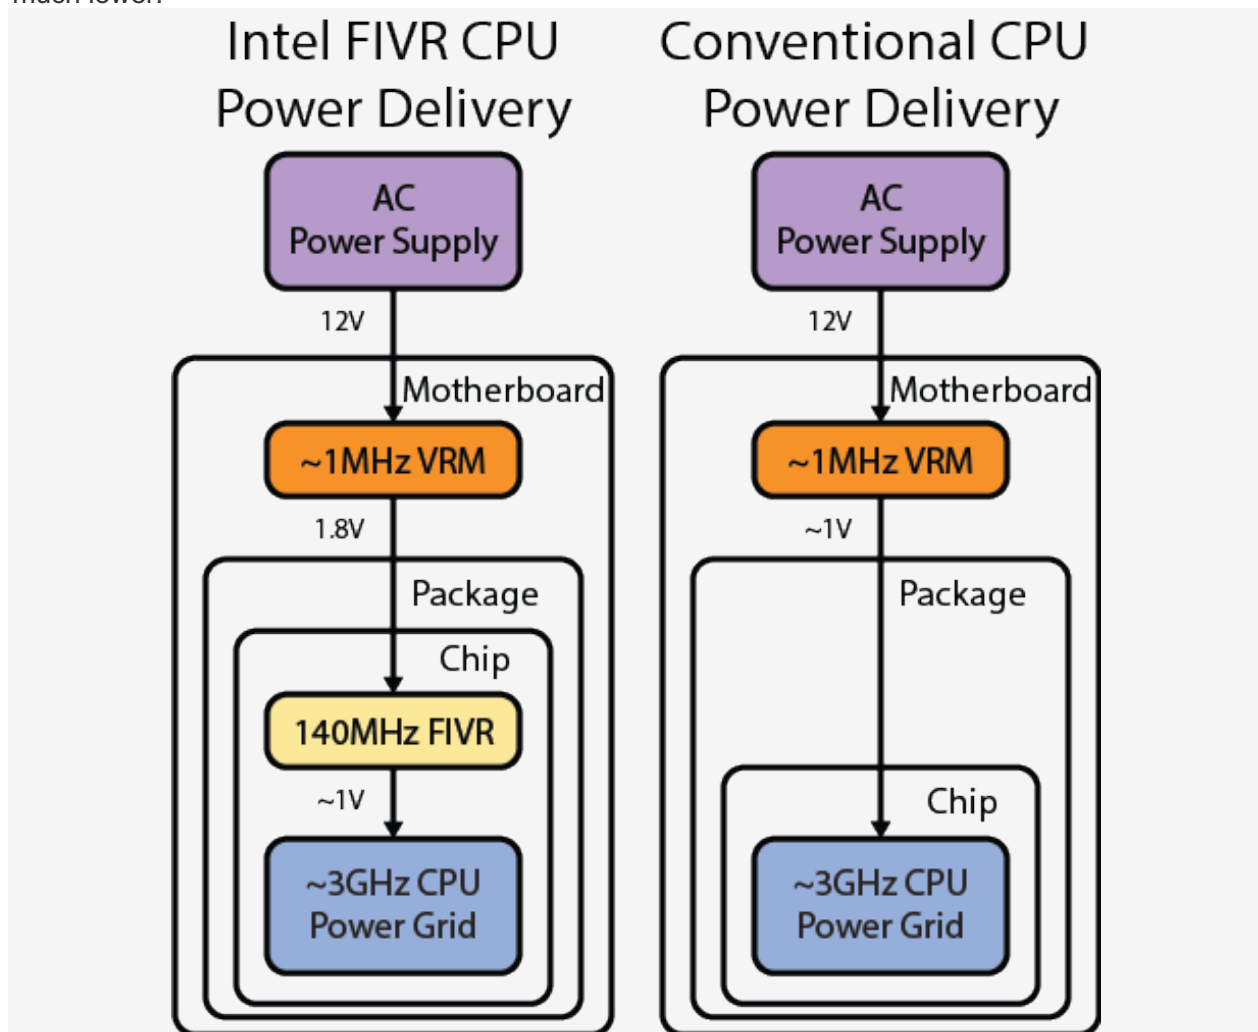 much lower.
Intel FIVR CPU
Power Delivery
AC
Power Supply
12V
Motherboard
~1MHz VRM
1.8V
Package
Chip
140MHz FIVR
~1V
~3GHz CPU
Power Grid
Conventional CPU
Power Delivery
AC
Power Supply
12V
Motherboard
~1MHz VRM
~1V
Package
Chip
~3GHz CPU
Power Grid